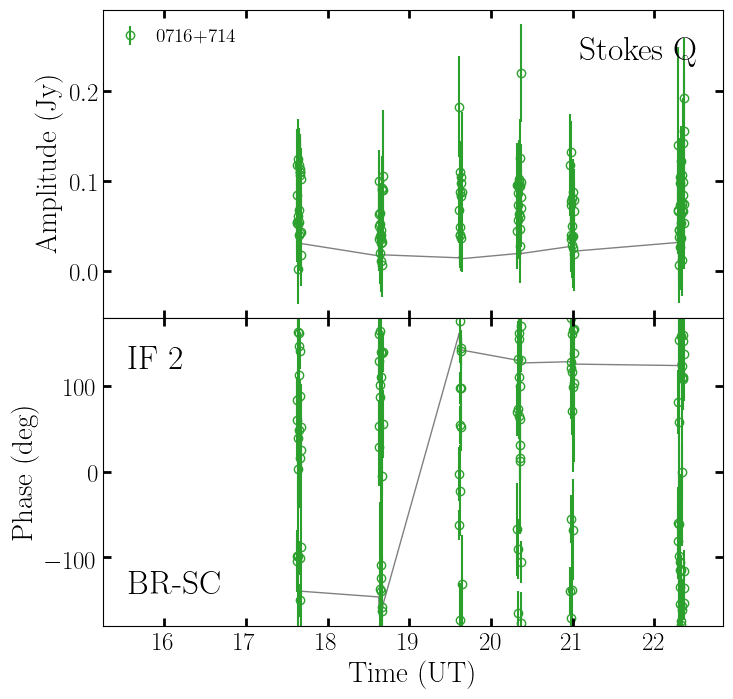 0716+714
Stokes Q
0.2
0.1
0.0
Amplitude (Jy)
IF 2
100
0
−100
Phase (deg)
BR-SC
16 17 18 19 20 21 22
Time (UT)